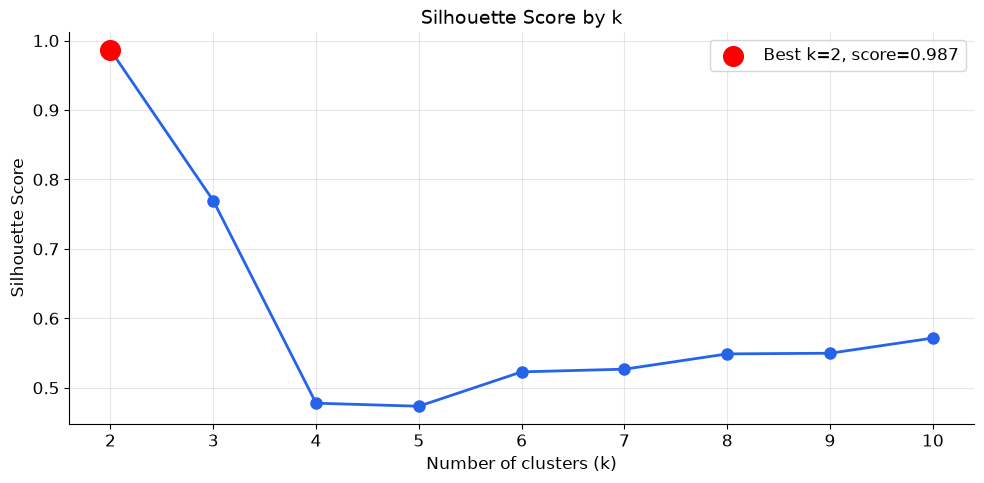 Silhouette Score by k
Best k=2, score=0.987
Silhouette Score
1.0
0.9
0.8
0.7
0.6
0.5
2 3 4 5 6 7 8 9 10
Number of clusters (k)